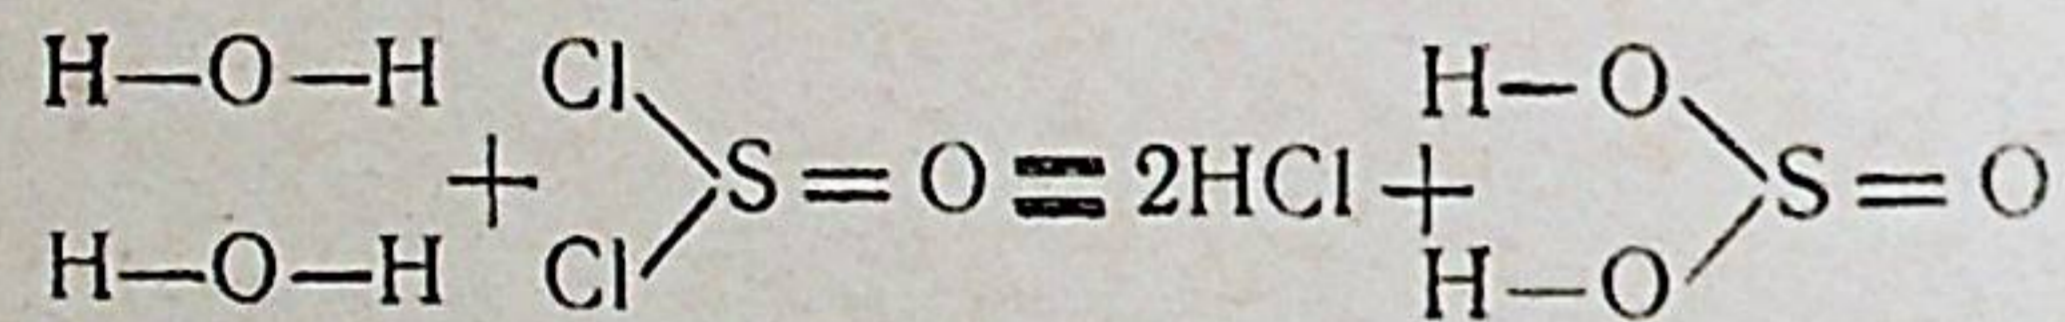 H—O—H Cl H—O
+ S=O=2HCl+ S=O
H—O—H Cl H—O